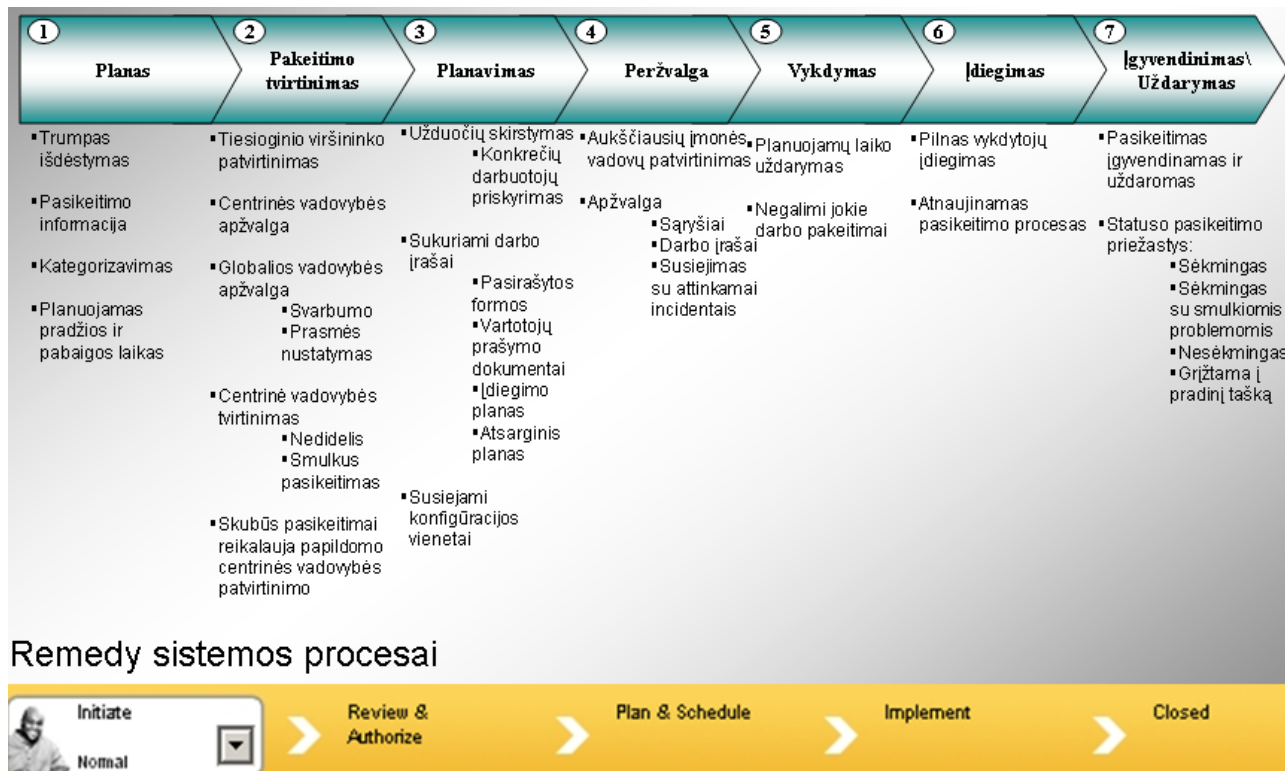 1
Planas
2
Pakeitimo
tvirtinimas
3
Planavimas
4
Peržvalga
5
Vykdymas
6
Įdiegimas
7
Įgyvendinimas\
Uždarymas
▪Trumpas
išdėstymas
▪Pasikeitimo
informacija
▪Kategorizavimas
▪Planuojamas
pradžios ir
pabaigos laikas
▪Tiesioginio viršininko
patvirtinimas
▪Centrinės vadovybės
apžvalga
▪Globalios vadovybės
apžvalga
▪Svarbumo
▪Prasmės
nustatymas
▪Centrinė vadovybės
tvirtinimas
▪Nedidelis
▪Smulkus
pasikeitimas
▪Skubūs pasikeitimai
reikalauja papildomo
centrinės vadovybės
patvirtinimo
▪Užduočių skirstymas
▪Konkrečių
darbuotojų
priskyrimas
▪Sukuriami darbo
įrašai
▪Pasirašytos
formos
▪Vartotojų
prašymo
dokumentai
▪Įdiegimo
planas
▪Atsarginis
planas
▪Susiejami
konfigūracijos
vienetai
▪Aukščiausių įmonės
vadovų patvirtinimas
▪Apžvalga
▪Sąryšiai
▪Darbo įrašai
▪Susiejimas
su attinkamai
incidentais
▪Planuojamų laiko
uždarymas
▪Negalimi jokie
darbo pakeitimai
▪Pilnas vykdytojų
įdiegimas
▪Atnaujinamas
pasikeitimo procesas
▪Pasikeitimas
įgyvendinamas ir
uždaromas
▪Statuso pasikeitimo
priežastys:
▪Sėkmingas
▪Sėkmingas
su smulkiomis
problemomis
▪Nesėkmingas
▪Grįžtama į
pradinį tašką
Remedy sistemos procesai
Initiate
Normal
Review &
Authorize
Plan & Schedule
Implement
Closed